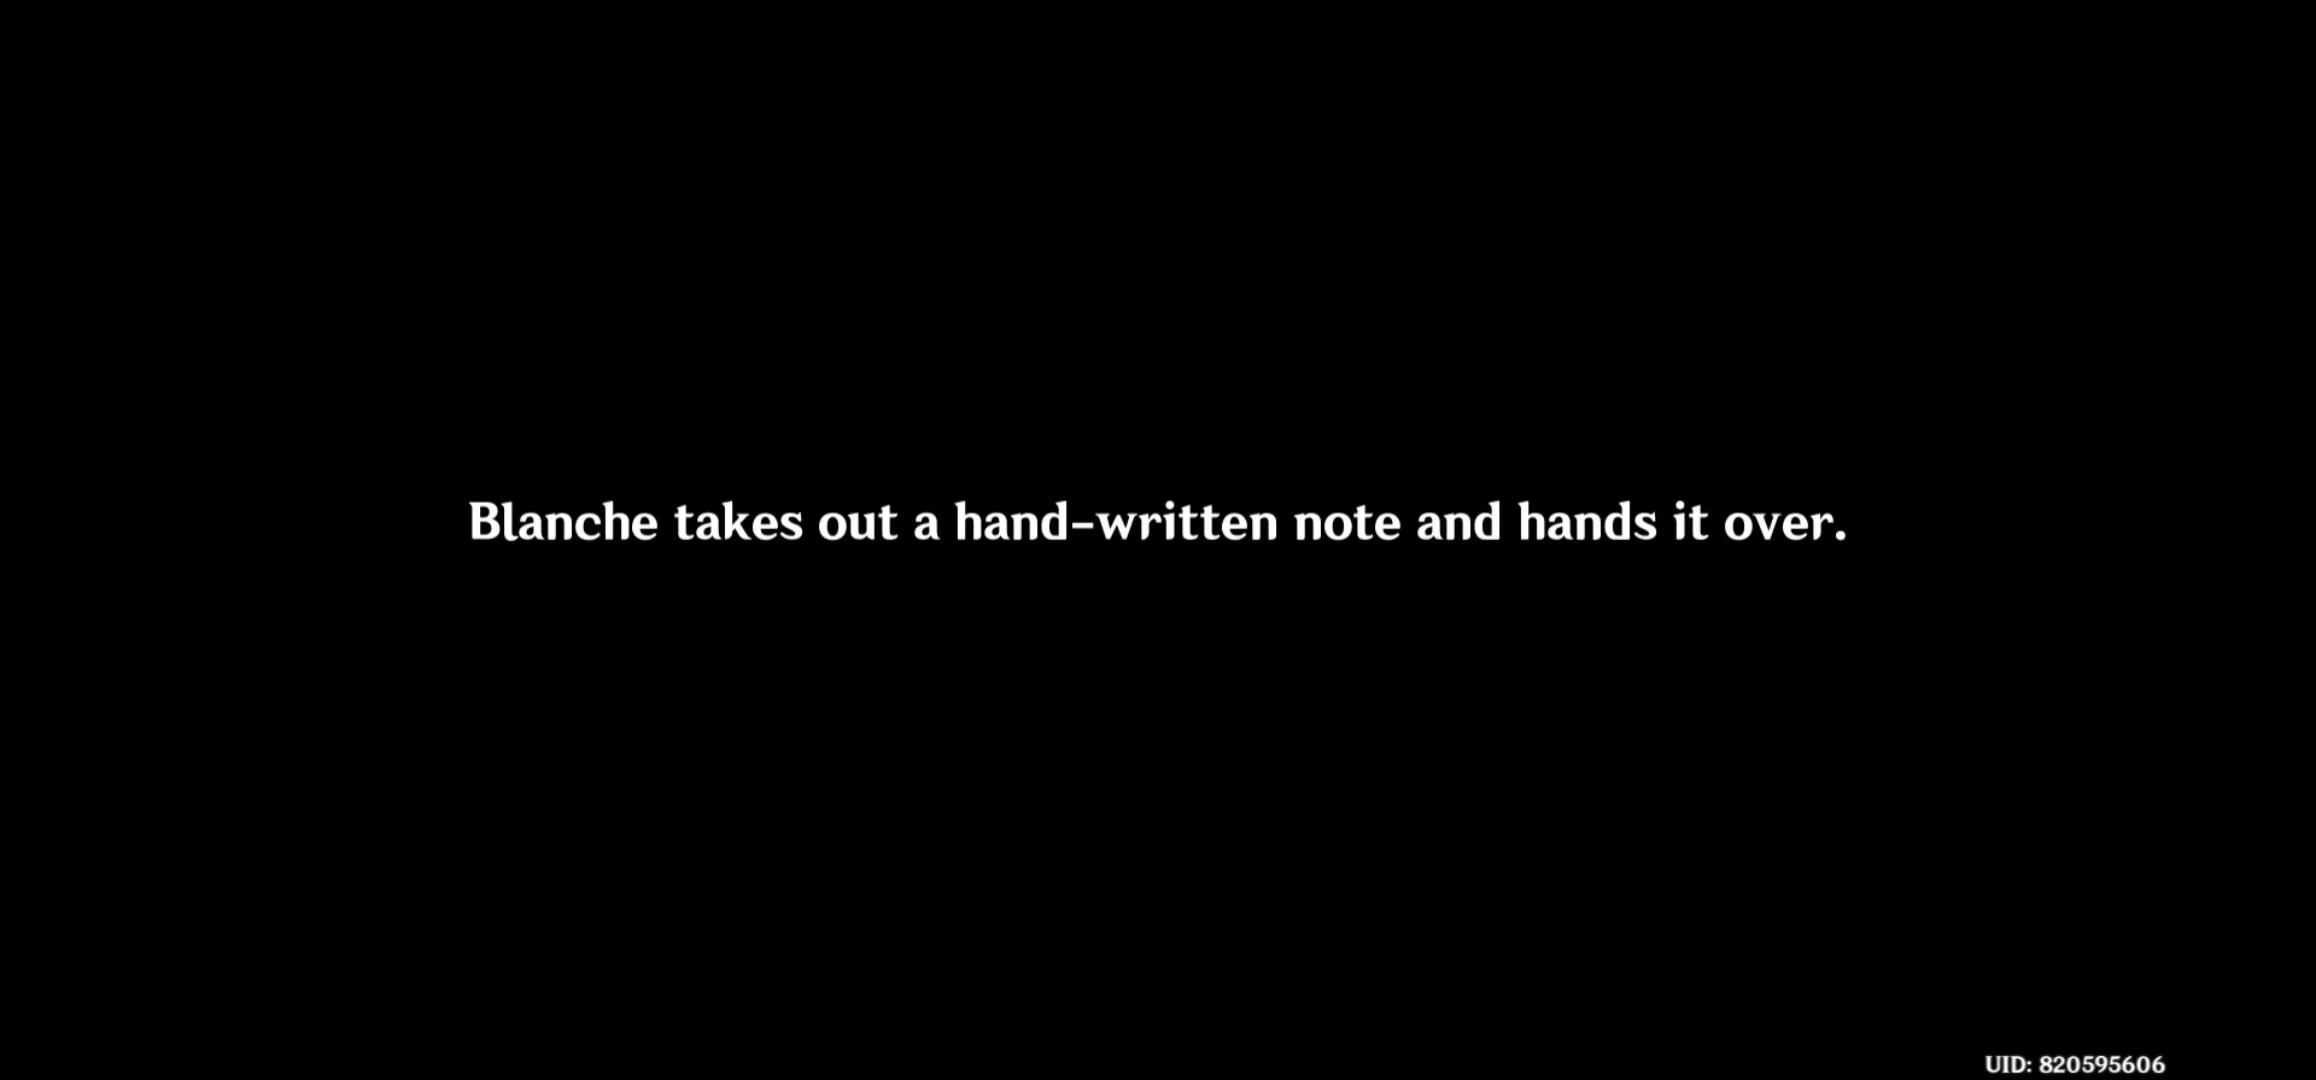 Blanche takes out a hand-written note and hands it over.
UID: 820595606